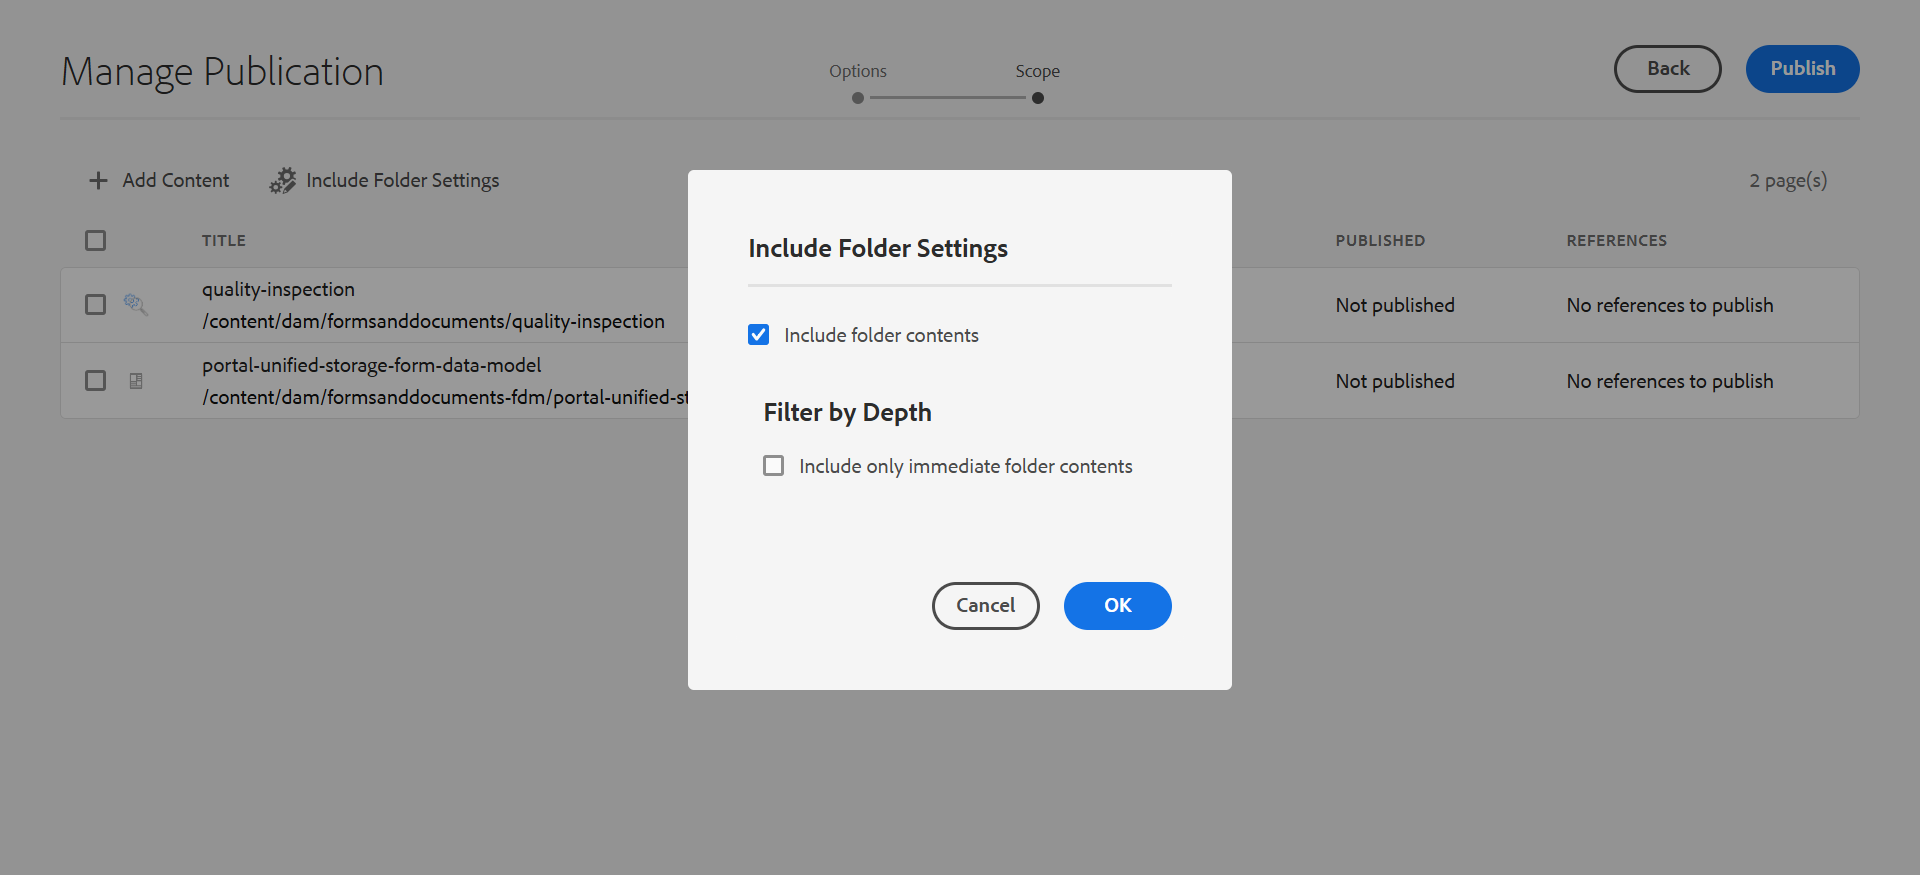 Manage Publication
Options
Scope
Back
Publish
Add Content
Include Folder Settings
2 page(s)
TITLE
PUBLISHED
REFERENCES
quality-inspection
/content/dam/formsanddocuments/quality-inspection
Not published
No references to publish
portal-unified-storage-form-data-model
/content/dam/formsanddocuments-fdm/portal-unified-st
Not published
No references to publish
Include Folder Settings
Include folder contents
Filter by Depth
Include only immediate folder contents
Cancel
OK